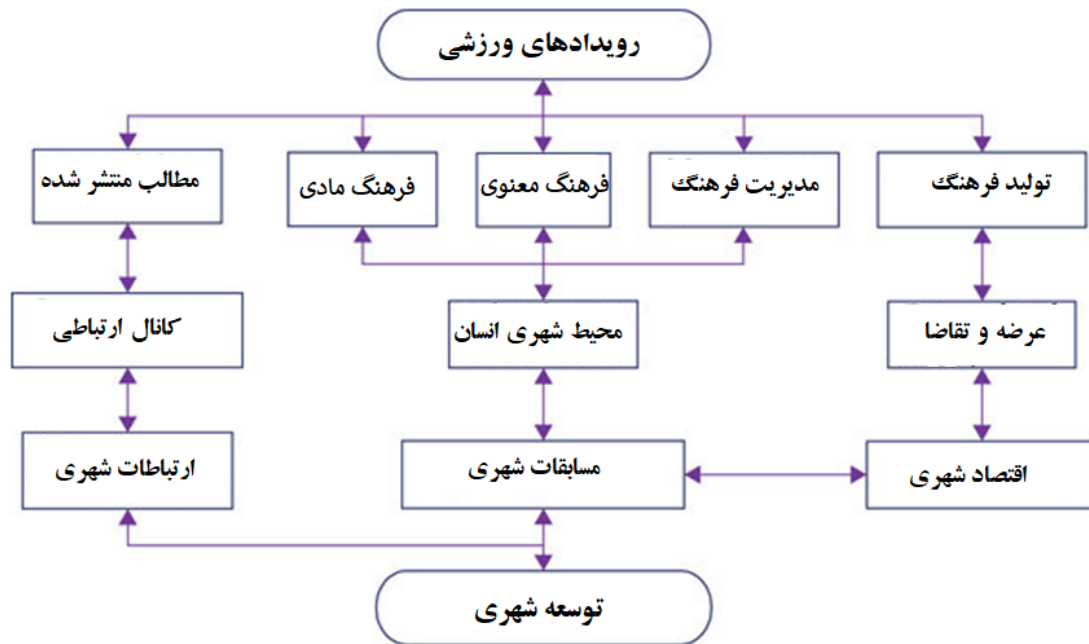 رویدادهای ورزشی
تولید فرهنگ
مدیریت فرهنگ
فرهنگ معنوی
فرهنگ مادی
مطالب منتشر شده
عرضه و تقاضا
محیط شهری انسان
کانال ارتباطی
اقتصاد شهری
مسابقات شهری
ارتباطات شهری
توسعه شهری